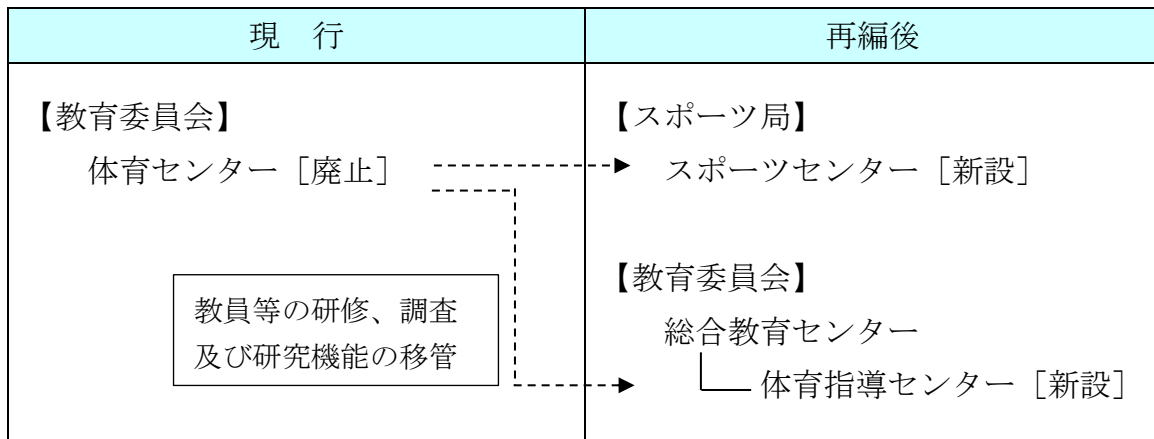 現　行
再編後
【教育委員会】
体育センター［廃止］
教員等の研修、調査
及び研究機能の移管
【スポーツ局】
スポーツセンター［新設］
【教育委員会】
総合教育センター
体育指導センター［新設］